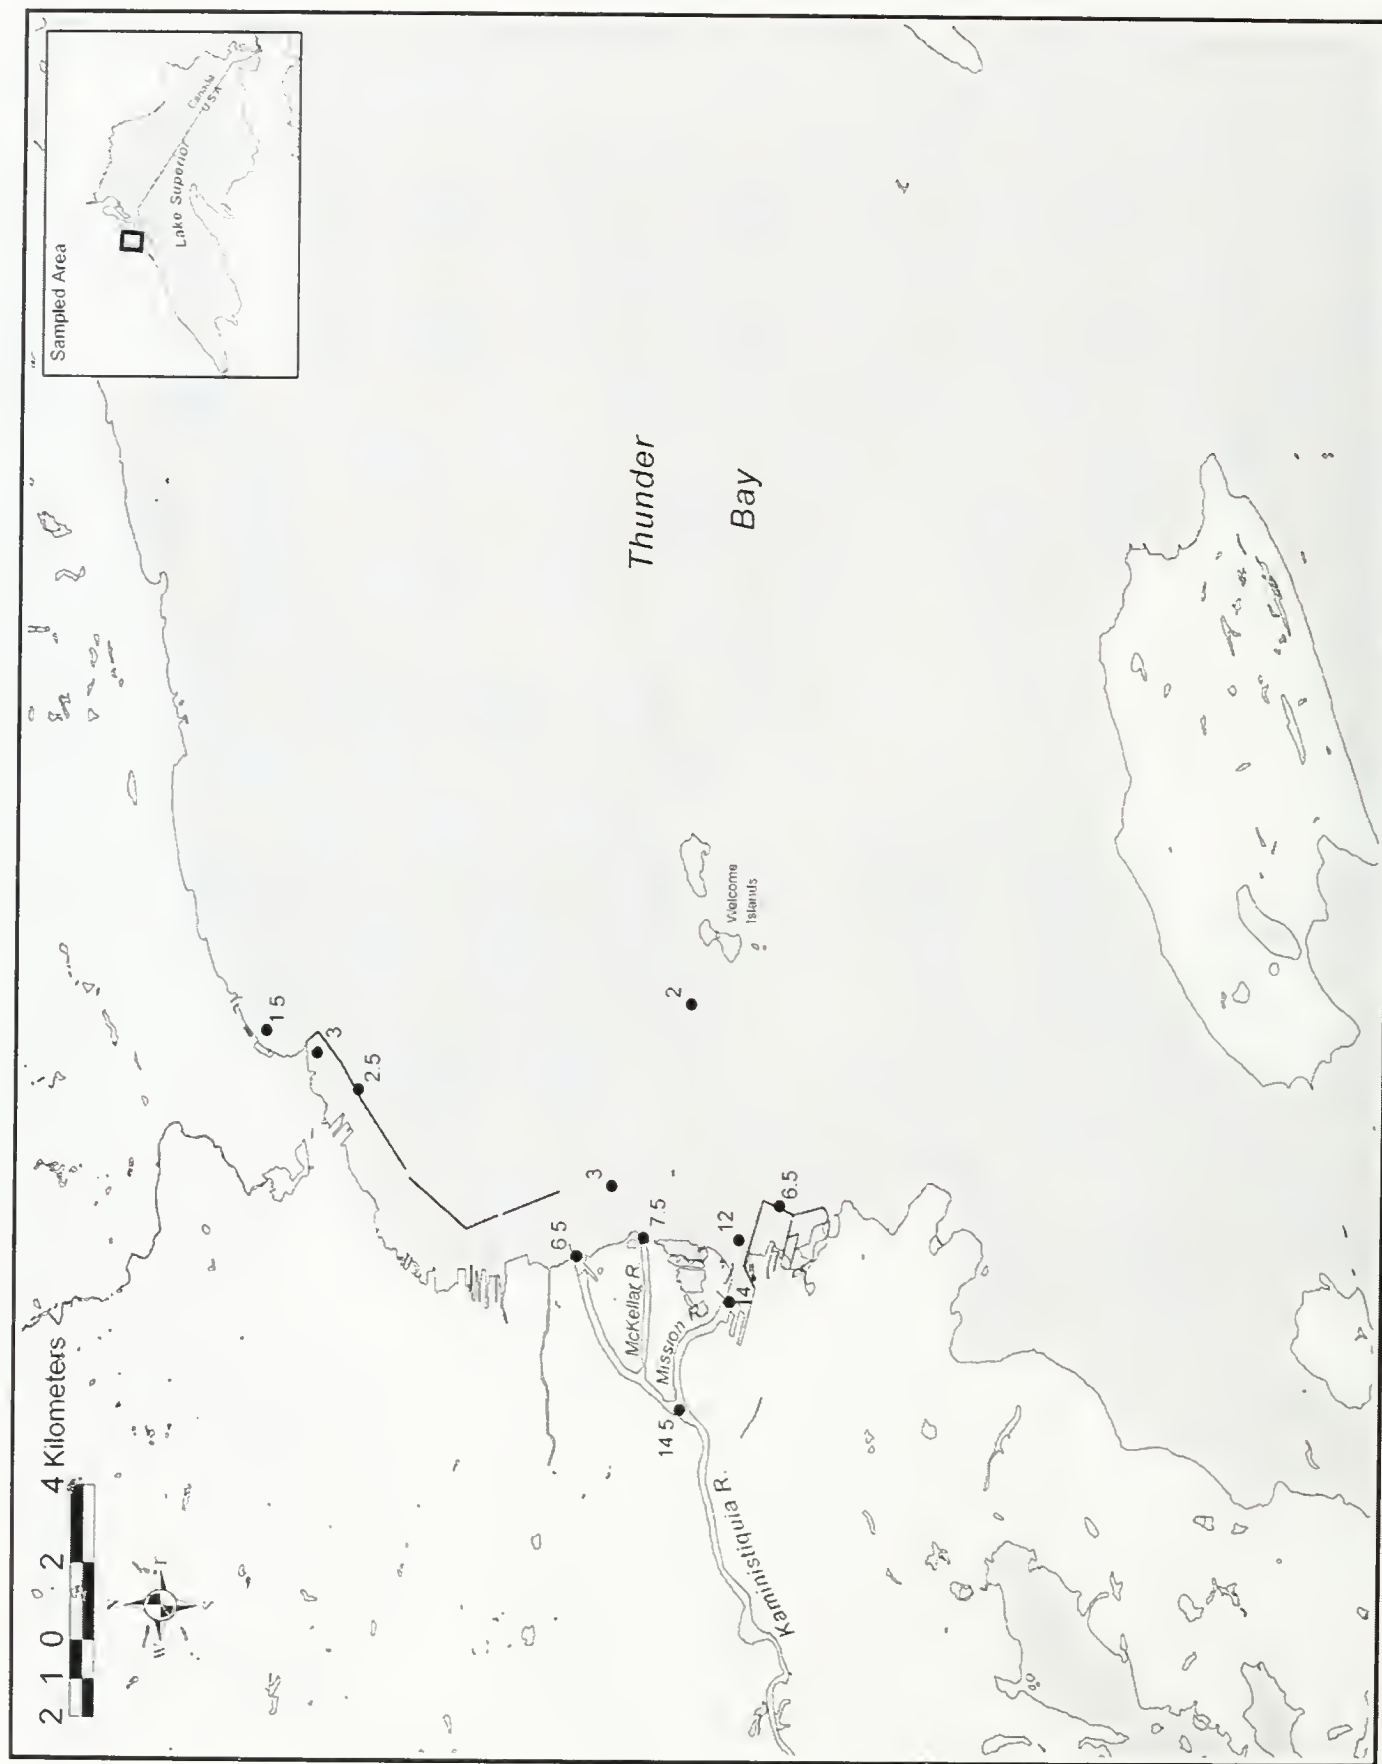 Sampled Area
Canada
USA
Lake Superior
Thunder
Bay
Welcome
Islands
1 5
3
2.5
2
3
6 5
7.5
12
6.5
14
14 5
McKellar R.
Mission R
Kaministiquia R.
2 1 0 2 4 Kilometers
W